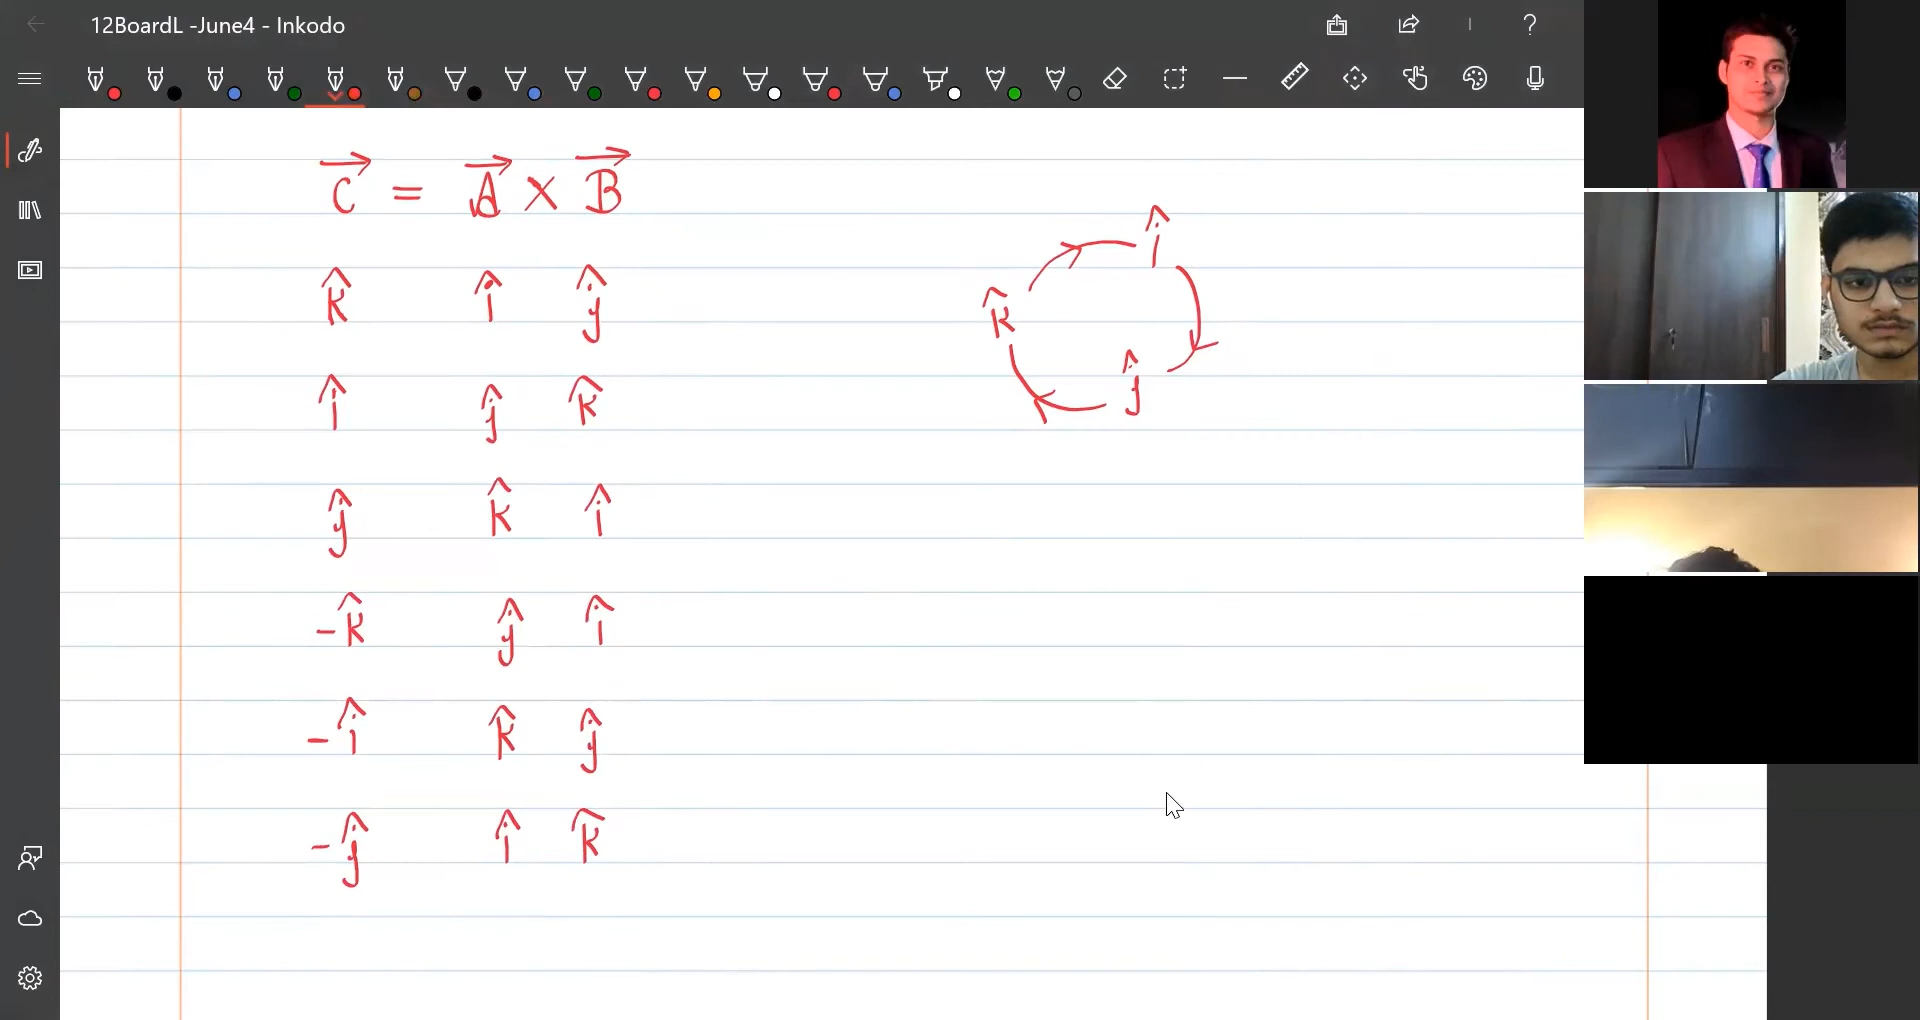 12BoardL -June4 - Inkodo
C⃗ = A⃗ × B⃗
k̂ î ĵ
î ĵ k̂
ĵ k̂ î
-k̂ ĵ î
-î k̂ ĵ
-ĵ î k̂
î
k̂
ĵ